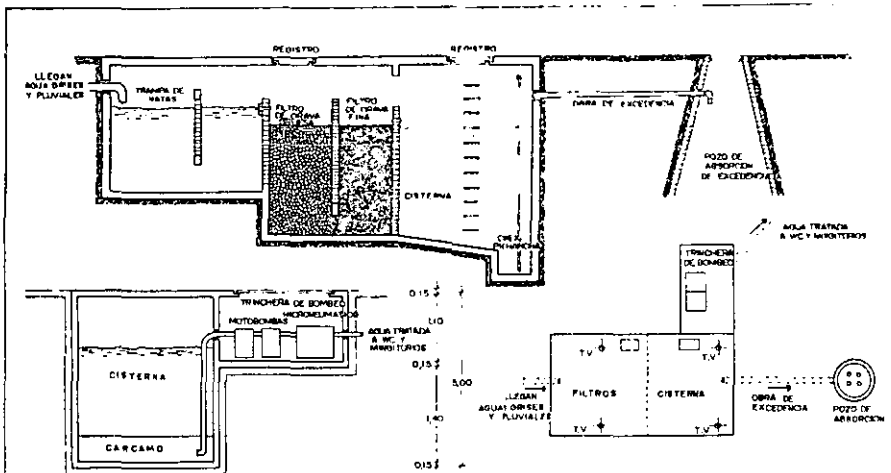 REGISTRO
REGISTRO
LLEGAN
AGUA GRISES
Y PLUVIALES
TRAMPA DE
NATAS
FILTRO
DE GRAVA
FILTRO
DE GRAVA
FINA
CISTERNA
OBRA DE EXCEDENCIA
POZO DE
ABSORCION
DE EXCEDENCIA
AGUA TRATADA
A WC Y MINGITORIOS
TRINCHERA
DE BOMBEO
TRINCHERA DE BOMBEO
HIDRONEUMATICO
MOTOBOMBAS
AGUA TRATADA
A WC Y
MINGITORIOS
CISTERNA
CARCAMO
0,15
1,10
0,15
5,00
1,40
0,15
T.V
T.V
FILTROS
CISTERNA
T.V
T.V
LLEGAN
AGUAS GRISES
Y PLUVIALES
OBRA DE
EXCEDENCIA
POZO DE
ABSORCION